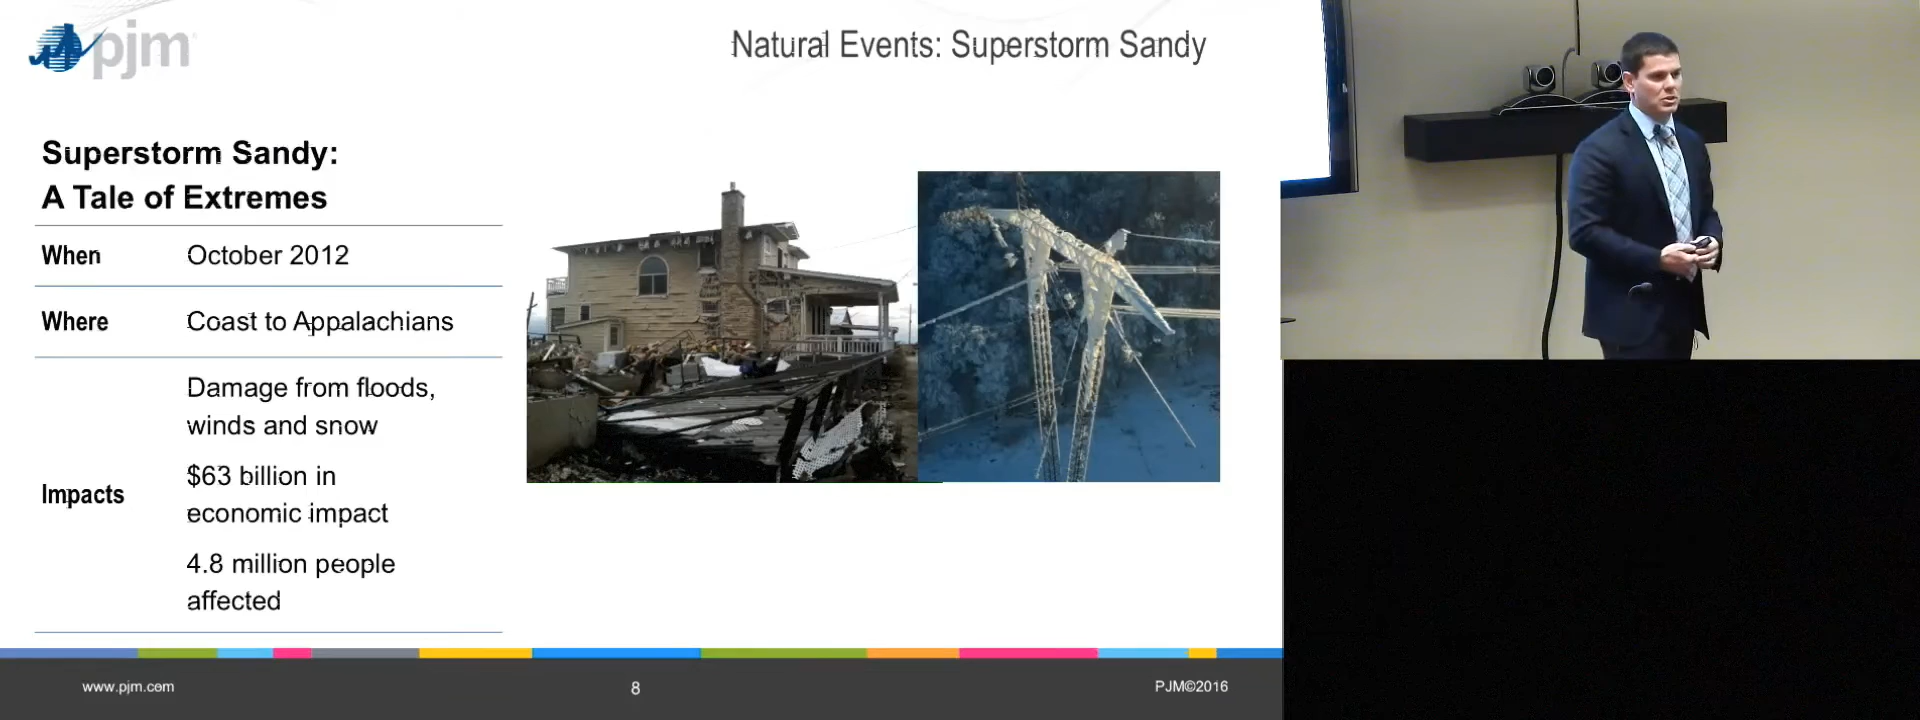 pjm
Natural Events: Superstorm Sandy
Superstorm Sandy:
A Tale of Extremes
When October 2012
Where Coast to Appalachians
Impacts
Damage from floods,
winds and snow
$63 billion in
economic impact
4.8 million people
affected
www.pjm.com 8 PJM©2016